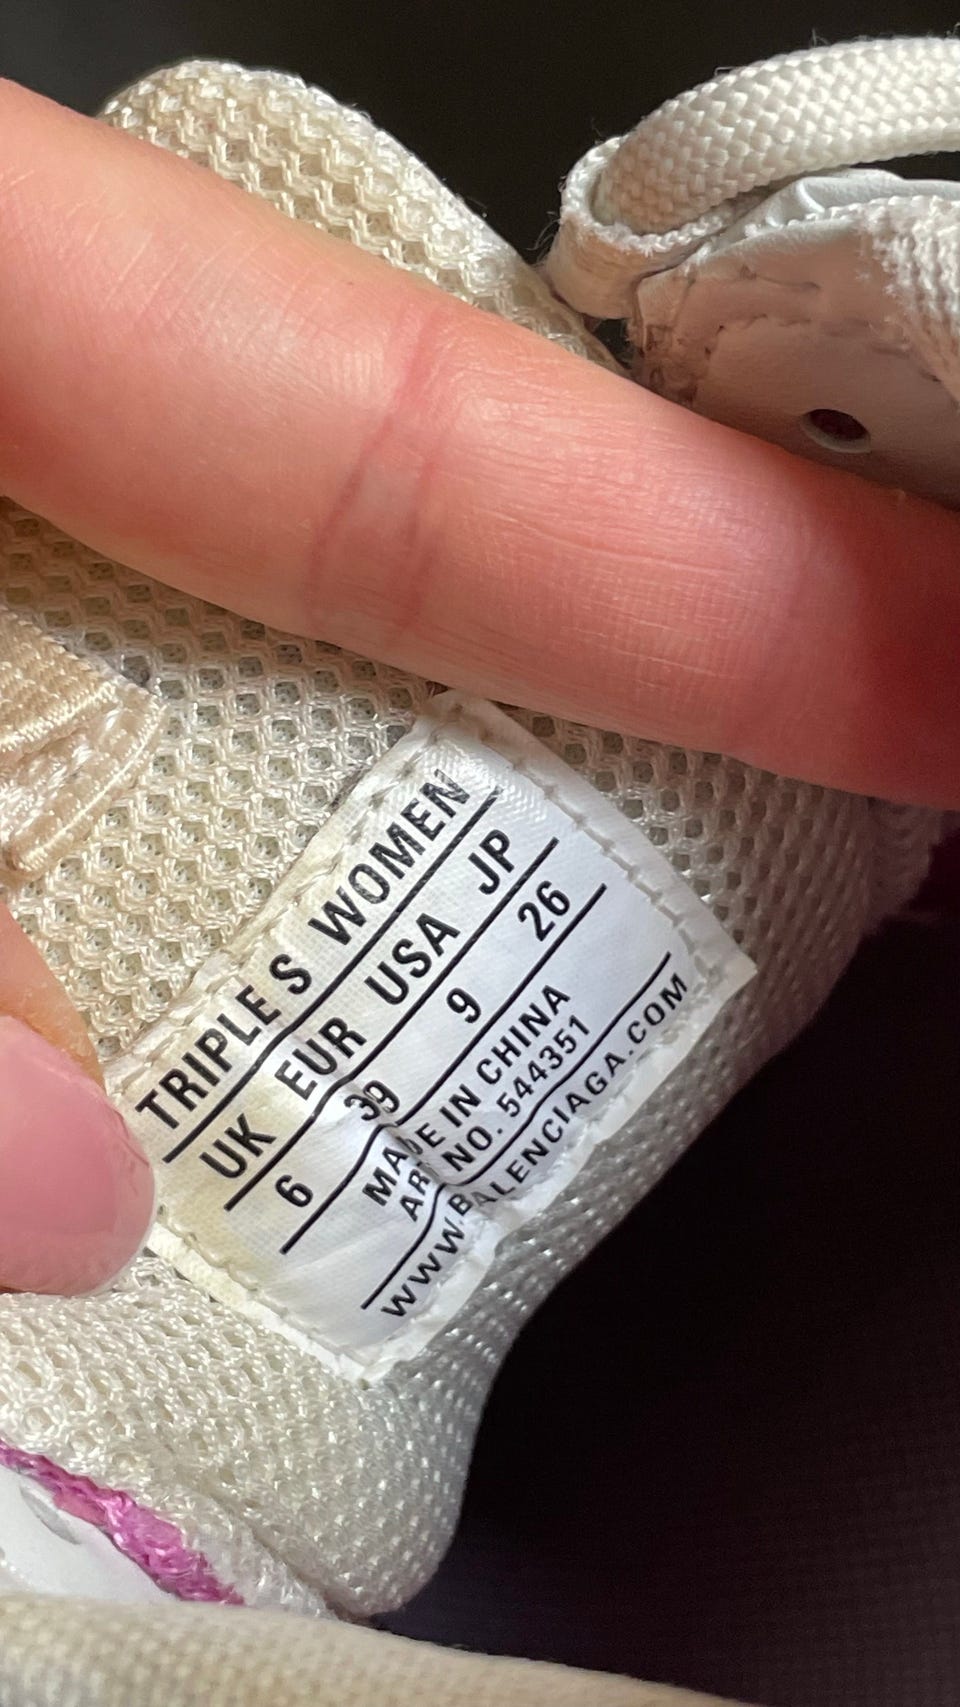 TRIPLE S WOMEN
UK EUR USA JP
6 39 9 26
MADE IN CHINA
ART NO. 544351
WWW.BALENCIAGA.COM